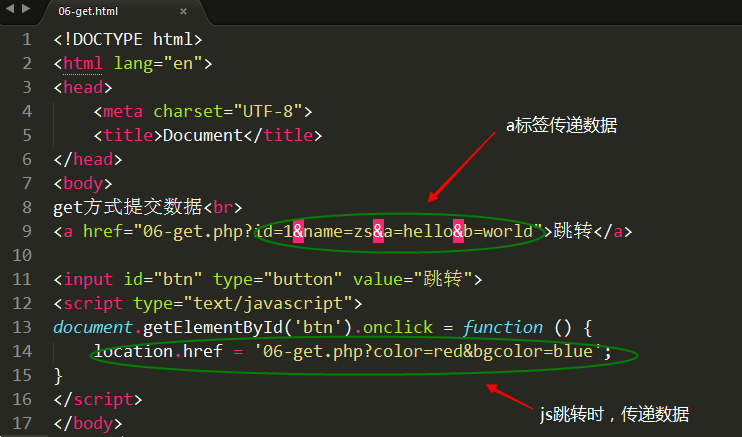 06-get.html ×
1 <!DOCTYPE html>
2 <html lang="en">
3 <head>
4 <meta charset="UTF-8">
5 <title>Document</title>
a标签传递数据
6 </head>
7 <body>
8 get方式提交数据<br>
9 <a href="06-get.php?id=1&name=zs&a=hello&b=world">跳转</a>
10
11 <input id="btn" type="button" value="跳转">
12 <script type="text/javascript">
13 document.getElementById('btn').onclick = function () {
14 location.href = '06-get.php?color=red&bgcolor=blue';
15 }
16 </script>
js跳转时，传递数据
17 </body>